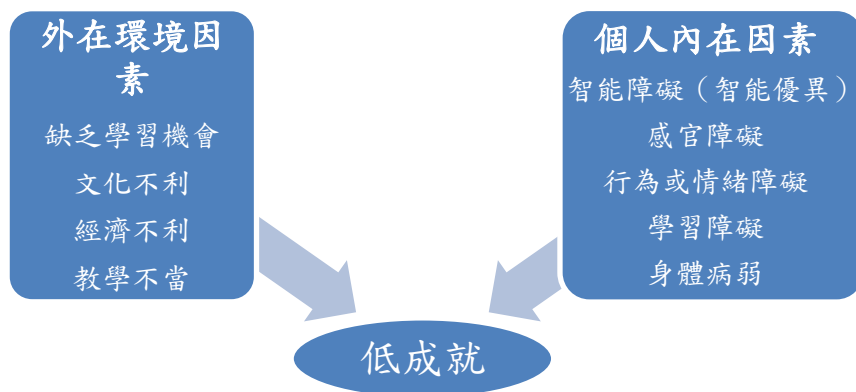 外在環境因
素
缺乏學習機會
文化不利
經濟不利
教學不當
個人內在因素
智能障礙（智能優異）
感官障礙
行為或情緒障礙
學習障礙
身體病弱
低成就